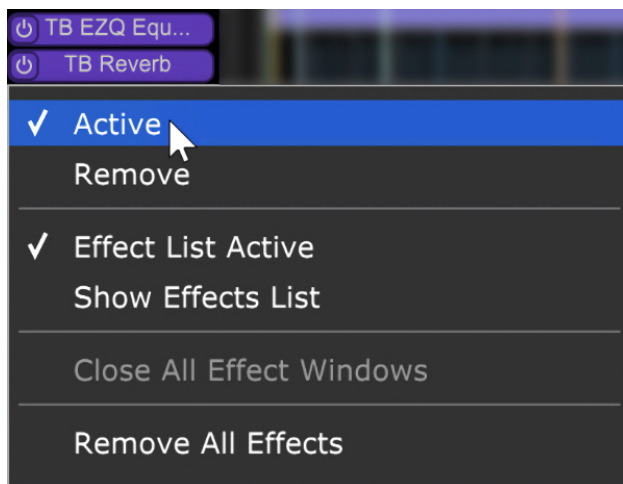 TB EZQ Equ...
TB Reverb
Active
Remove
Effect List Active
Show Effects List
Close All Effect Windows
Remove All Effects